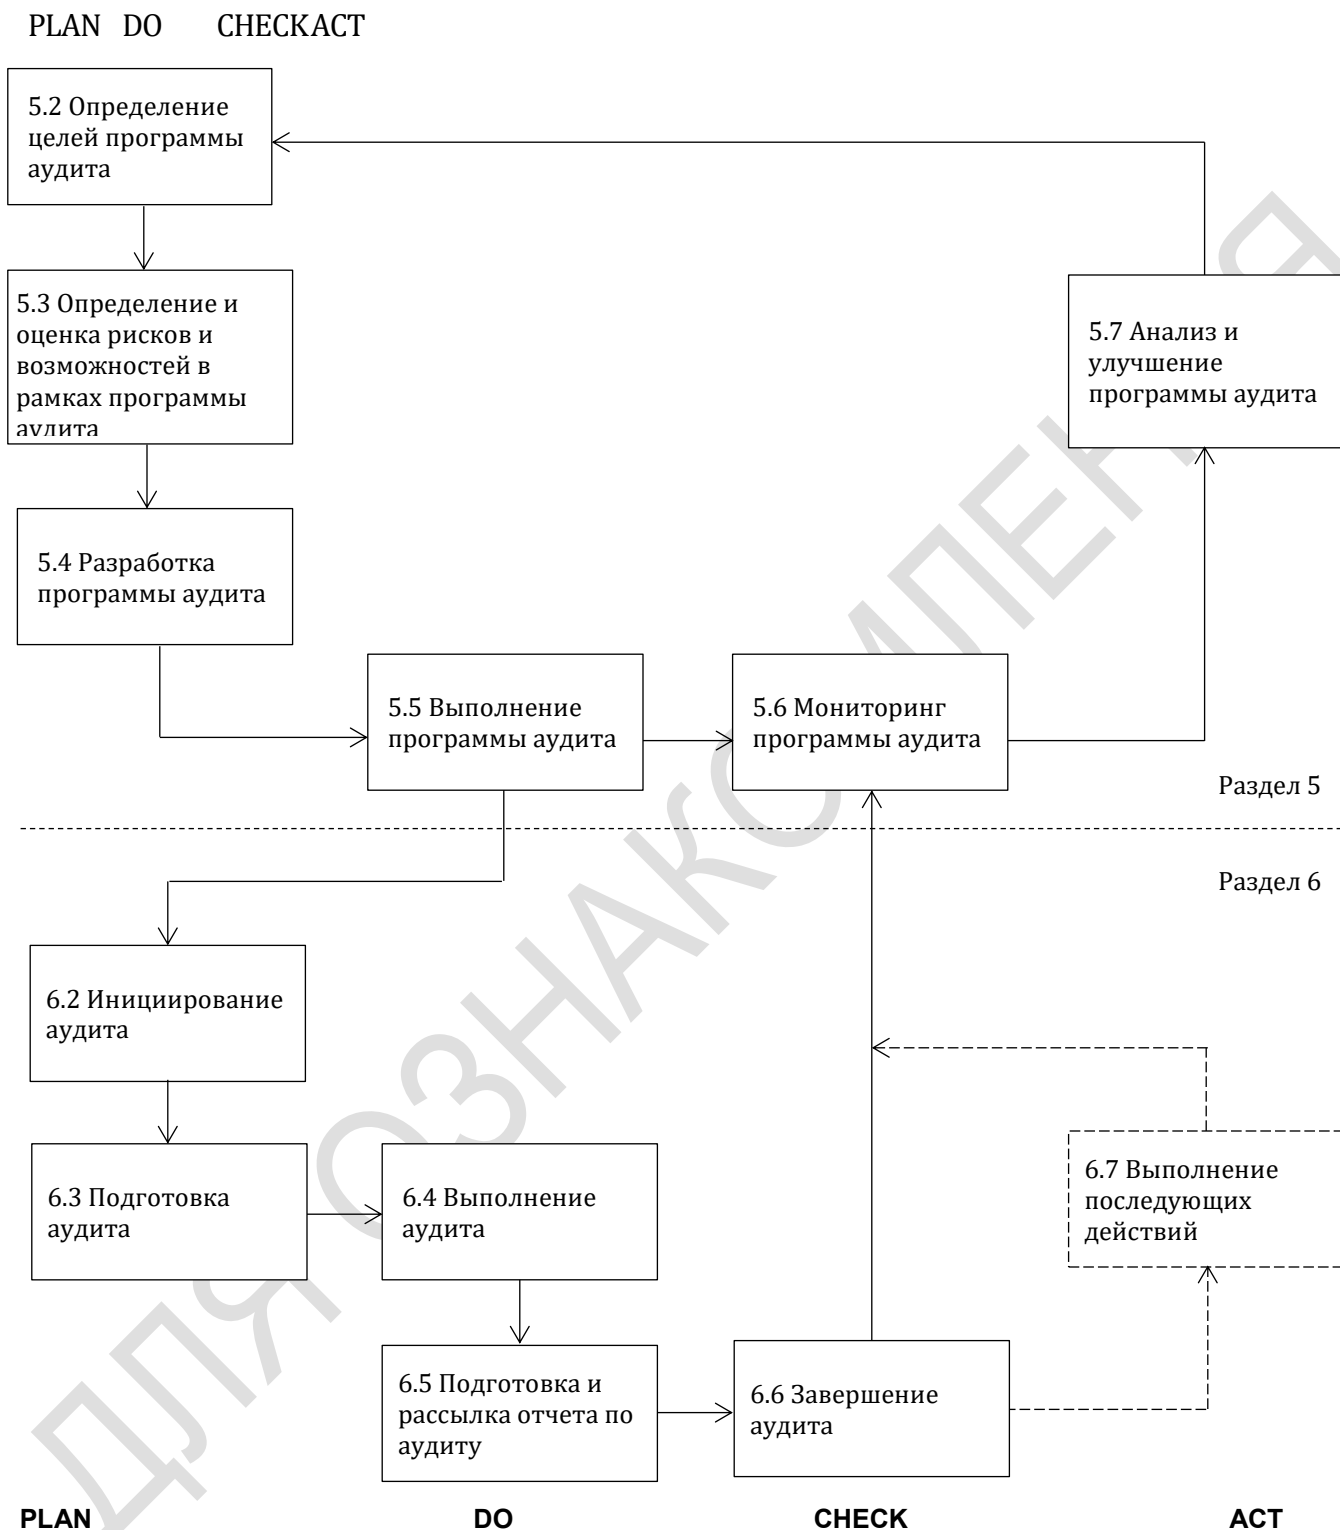 PLAN DO CHECKACT
5.2 Определение
целей программы
аудита
5.3 Определение и
оценка рисков и
возможностей в
рамках программы
аудита
5.7 Анализ и
улучшение
программы аудита
5.4 Разработка
программы аудита
5.5 Выполнение
программы аудита
5.6 Мониторинг
программы аудита
Раздел 5
Раздел 6
6.2 Инициирование
аудита
6.3 Подготовка
аудита
6.4 Выполнение
аудита
6.7 Выполнение
последующих
действий
6.5 Подготовка и
рассылка отчета по
аудиту
6.6 Завершение
аудита
PLAN DO CHECK ACT